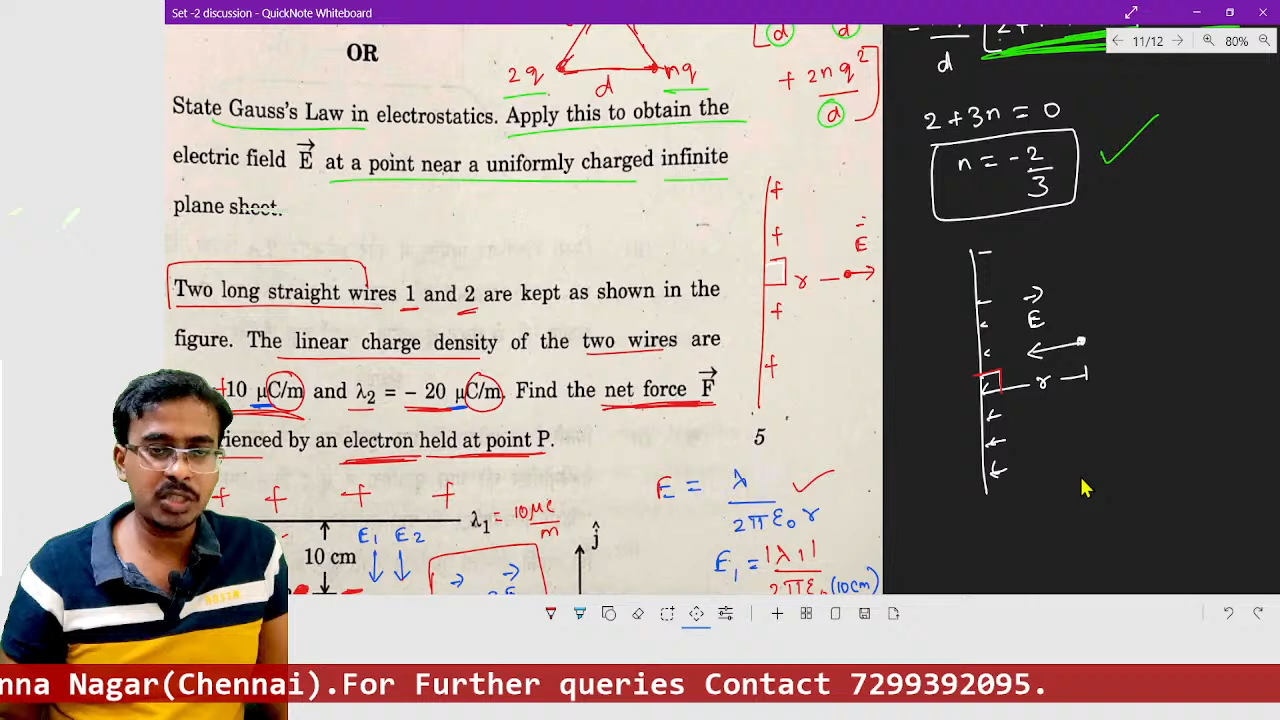 Set -2 discussion - QuickNote Whiteboard
11/12
80%
OR
2q
d
nq
d
d
+ 2nq²
d
d
2 + 3n = 0
n = -2
3
State Gauss's Law in electrostatics. Apply this to obtain the
electric field E⃗ at a point near a uniformly charged infinite
plane sheet.
E
r
E
r
Two long straight wires 1 and 2 are kept as shown in the
figure. The linear charge density of the two wires are
+10 μC/m and λ₂ = – 20 μC/m. Find the net force F⃗
ienced by an electron held at point P.
5
E = λ
2πε₀r
+ + + +
λ₁ = 10μC
m
E₁ E₂
10 cm
ĵ
E₁ = |λ₁|
2πε₀(10cm)
nna Nagar(Chennai).For Further queries Contact 7299392095.